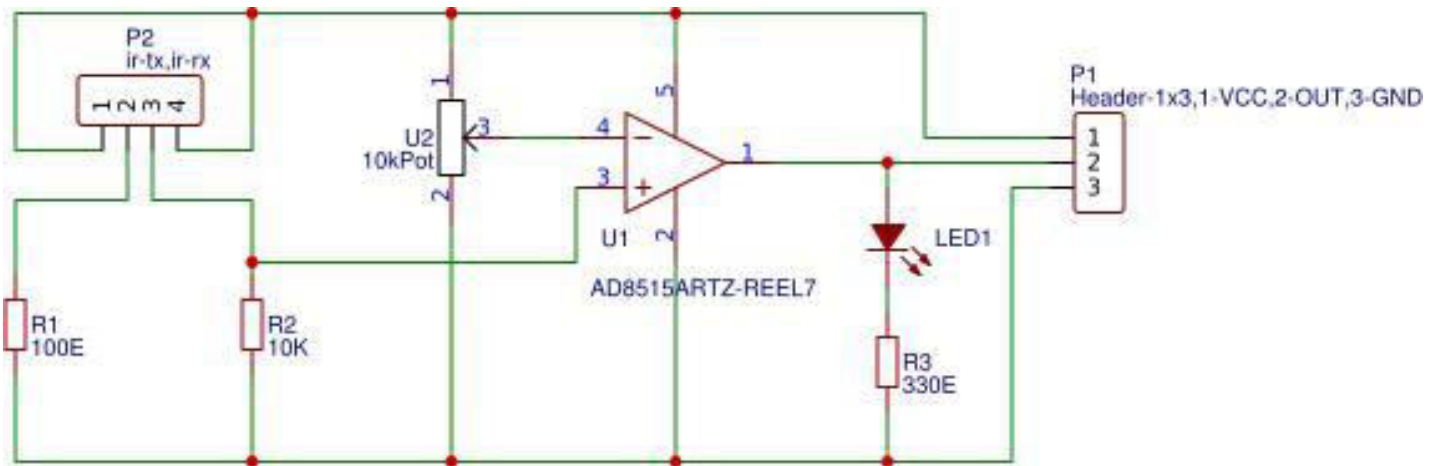 P2
ir-tx,ir-rx
1 2 3 4
1
U2
10kPot
3
2
4
3
5
1
2
U1
AD8515ARTZ-REEL7
P1
Header-1x3,1-VCC,2-OUT,3-GND
1
2
3
LED1
R1
100E
R2
10K
R3
330E